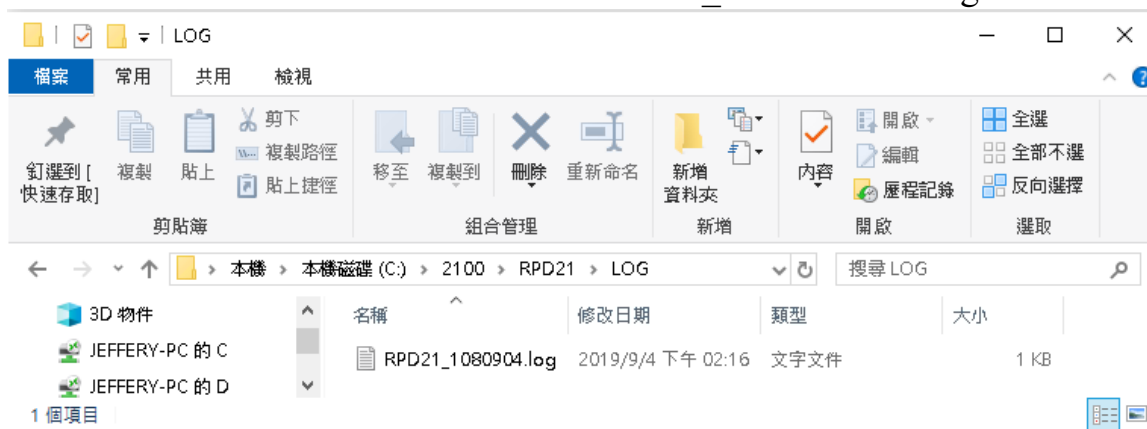 LOG
檔案 常用 共用 檢視
釘選到 [快速存取]
複製
貼上
剪下
複製路徑
貼上捷徑
剪貼簿
移至
複製到
刪除
重新命名
組合管理
新增資料夾
新增
內容
開啟
編輯
歷程記錄
開啟
全選
全部不選
反向選擇
選取
本機 › 本機磁碟 (C:) › 2100 › RPD21 › LOG
搜尋 LOG
3D 物件
JEFFERY-PC 的 C
JEFFERY-PC 的 D
名稱 修改日期 類型 大小
RPD21_1080904.log 2019/9/4 下午 02:16 文字文件 1 KB
1 個項目